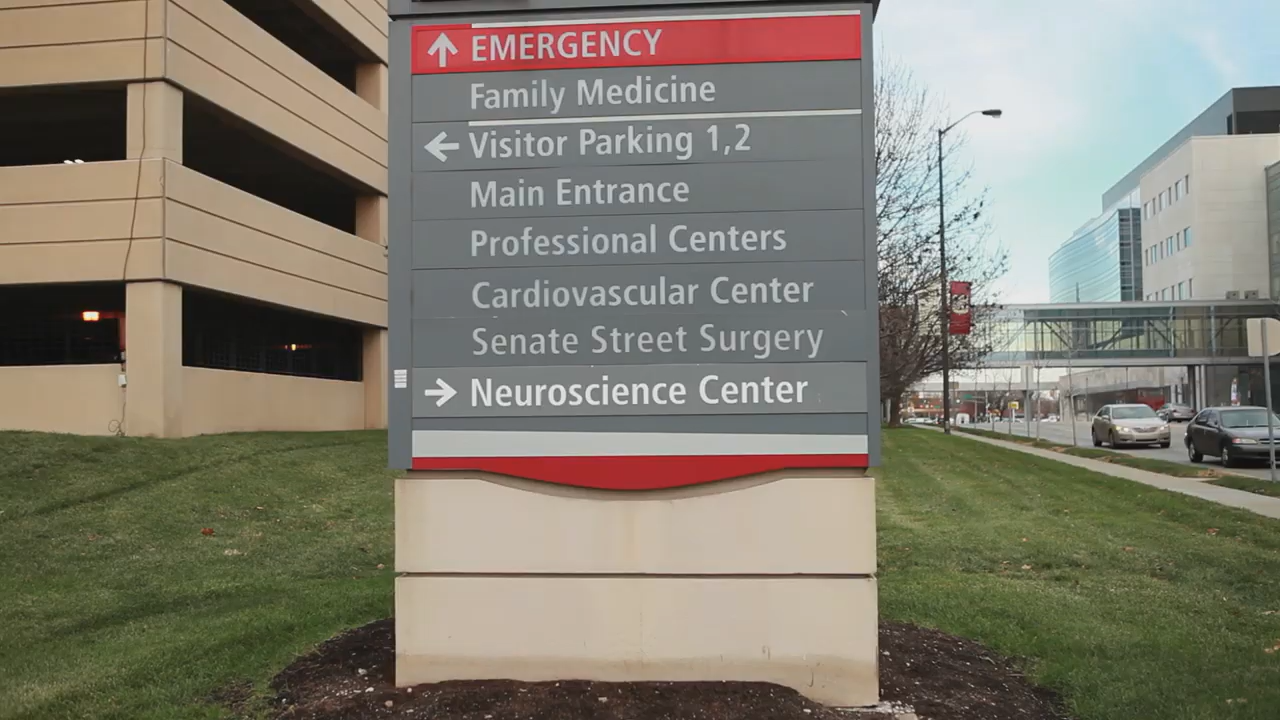 EMERGENCY
Family Medicine
Visitor Parking 1,2
Main Entrance
Professional Centers
Cardiovascular Center
Senate Street Surgery
Neuroscience Center